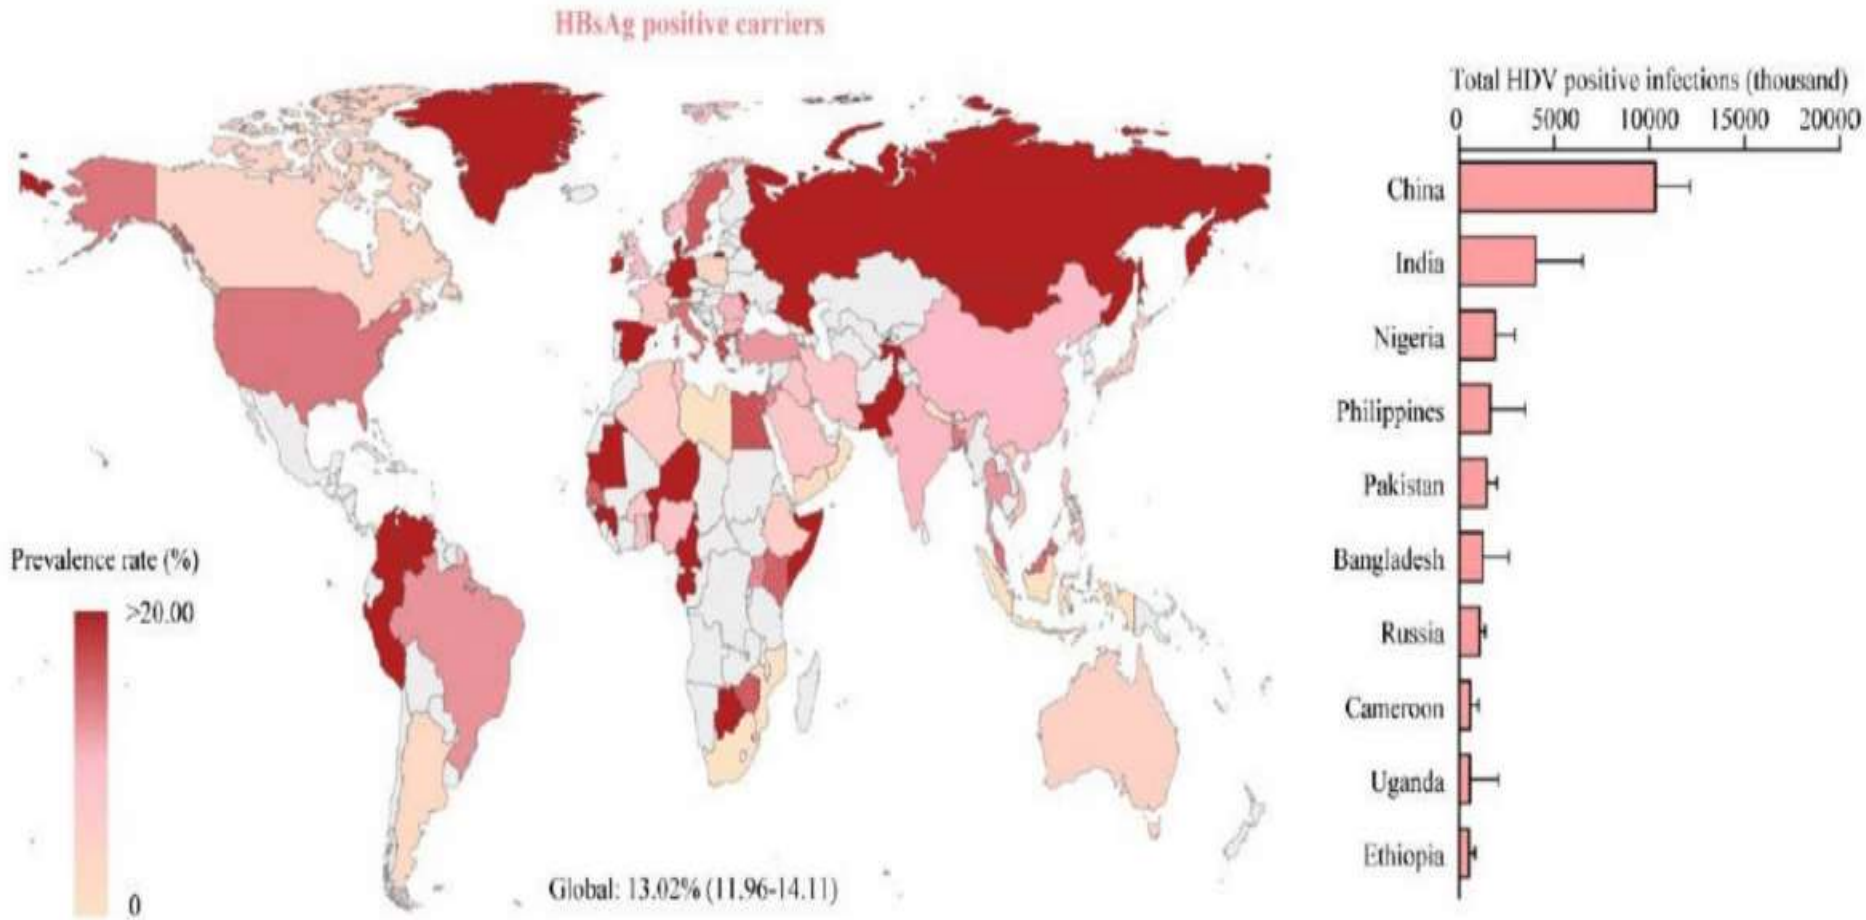 HBsAg positive carriers
Prevalence rate (%)
>20.00
0
Global: 13.02% (11.96-14.11)
Total HDV positive infections (thousand)
0 5000 10000 15000 20000
China
India
Nigeria
Philippines
Pakistan
Bangladesh
Russia
Cameroon
Uganda
Ethiopia